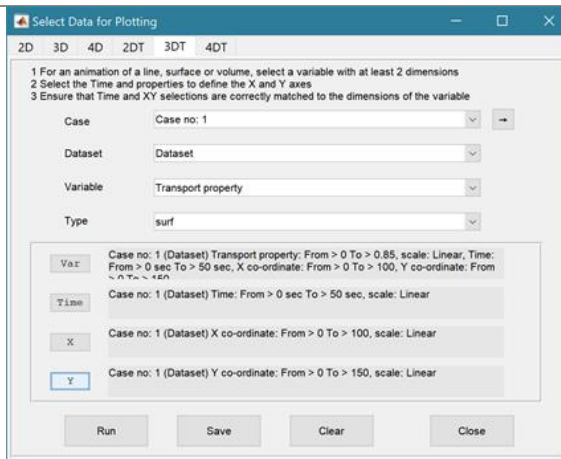 Select Data for Plotting
2D 3D 4D 2DT 3DT 4DT
1 For an animation of a line, surface or volume, select a variable with at least 2 dimensions
2 Select the Time and properties to define the X and Y axes
3 Ensure that Time and XY selections are correctly matched to the dimensions of the variable
Case Case no: 1 →
Dataset Dataset
Variable Transport property
Type surf
Var Case no: 1 (Dataset) Transport property: From > 0 To > 0.85, scale: Linear, Time:
From > 0 sec To > 50 sec, X co-ordinate: From > 0 To > 100, Y co-ordinate: From
> 0 To > 150
Time Case no: 1 (Dataset) Time: From > 0 sec To > 50 sec, scale: Linear
X Case no: 1 (Dataset) X co-ordinate: From > 0 To > 100, scale: Linear
Y Case no: 1 (Dataset) Y co-ordinate: From > 0 To > 150, scale: Linear
Run Save Clear Close